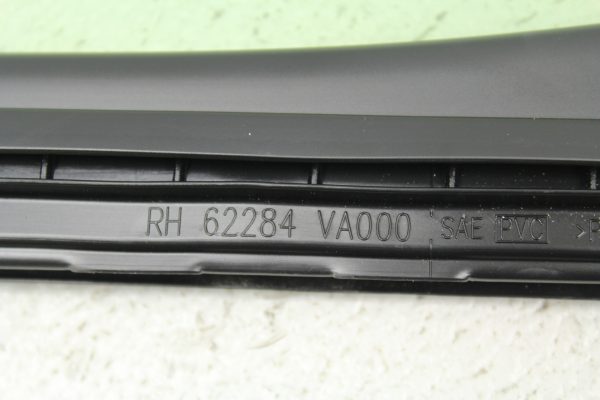 RH 62284 VA000 SAE PVC >P